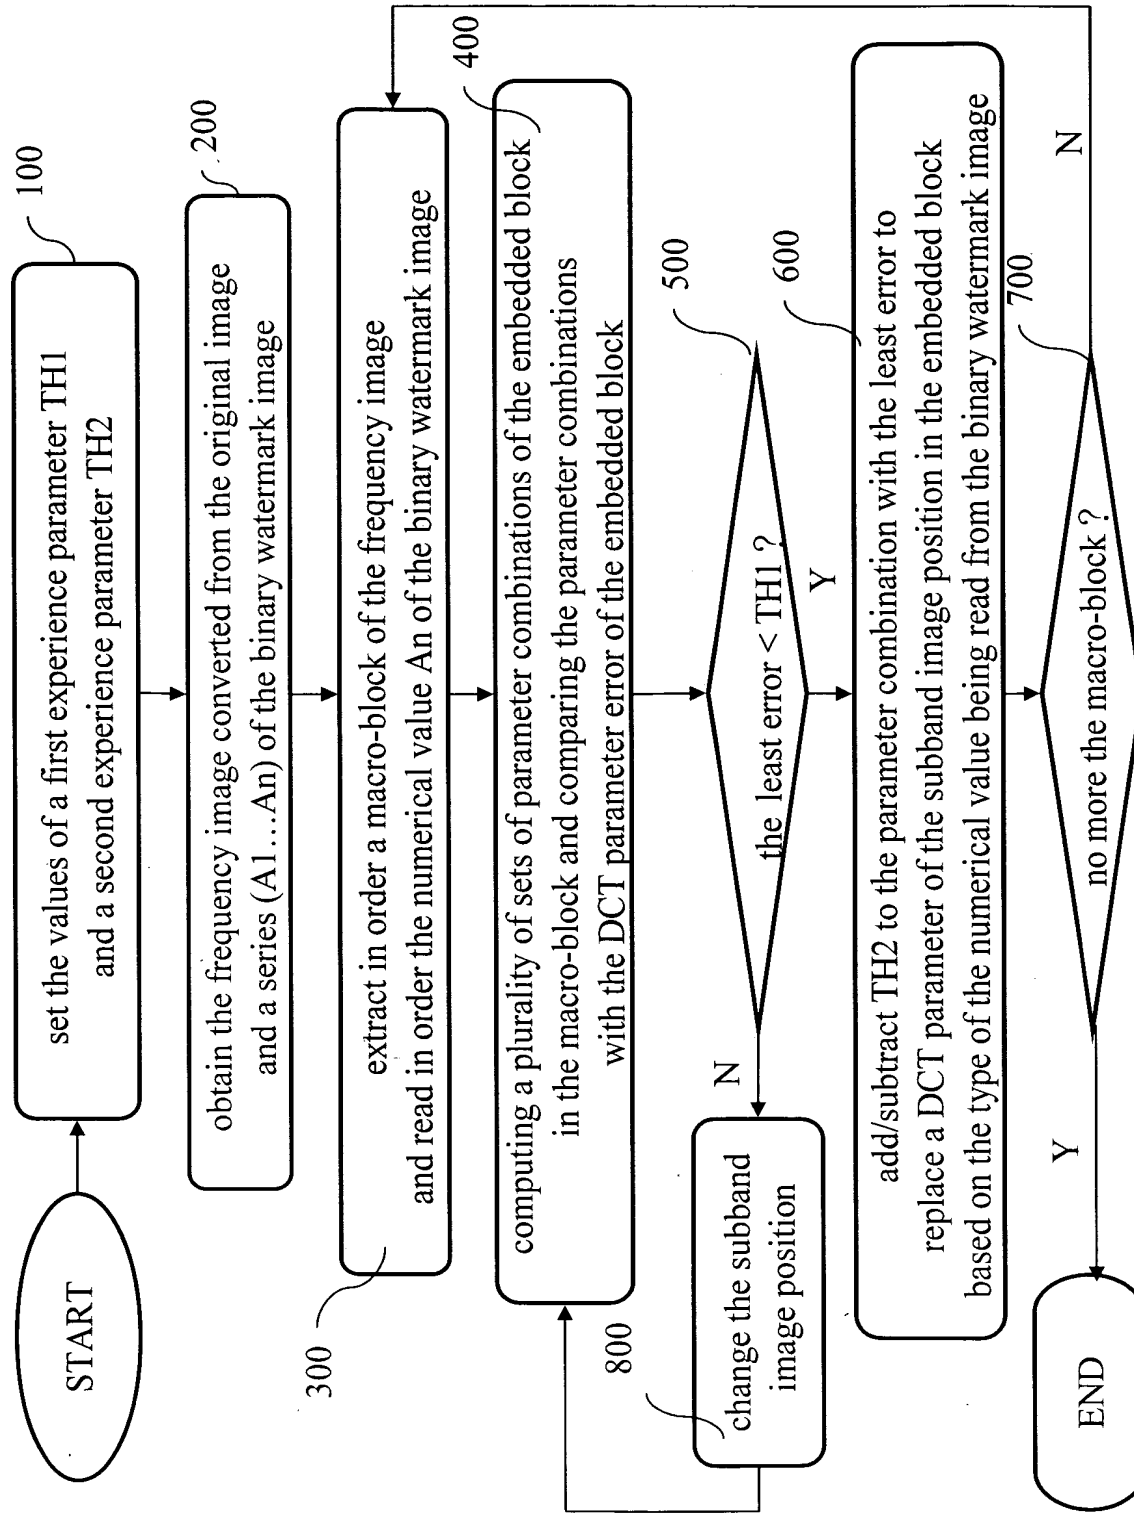 START
100
set the values of a first experience parameter TH1
and a second experience parameter TH2
200
obtain the frequency image converted from the original image
and a series (A1...An) of the binary watermark image
300
extract in order a macro-block of the frequency image
and read in order the numerical value An of the binary watermark image
400
computing a plurality of sets of parameter combinations of the embedded block
in the macro-block and comparing the parameter combinations
with the DCT parameter error of the embedded block
500
the least error < TH1 ?
N
Y
800
change the subband
image position
600
add/subtract TH2 to the parameter combination with the least error to
replace a DCT parameter of the subband image position in the embedded block
based on the type of the numerical value being read from the binary watermark image
700
no more the macro-block ?
N
Y
END